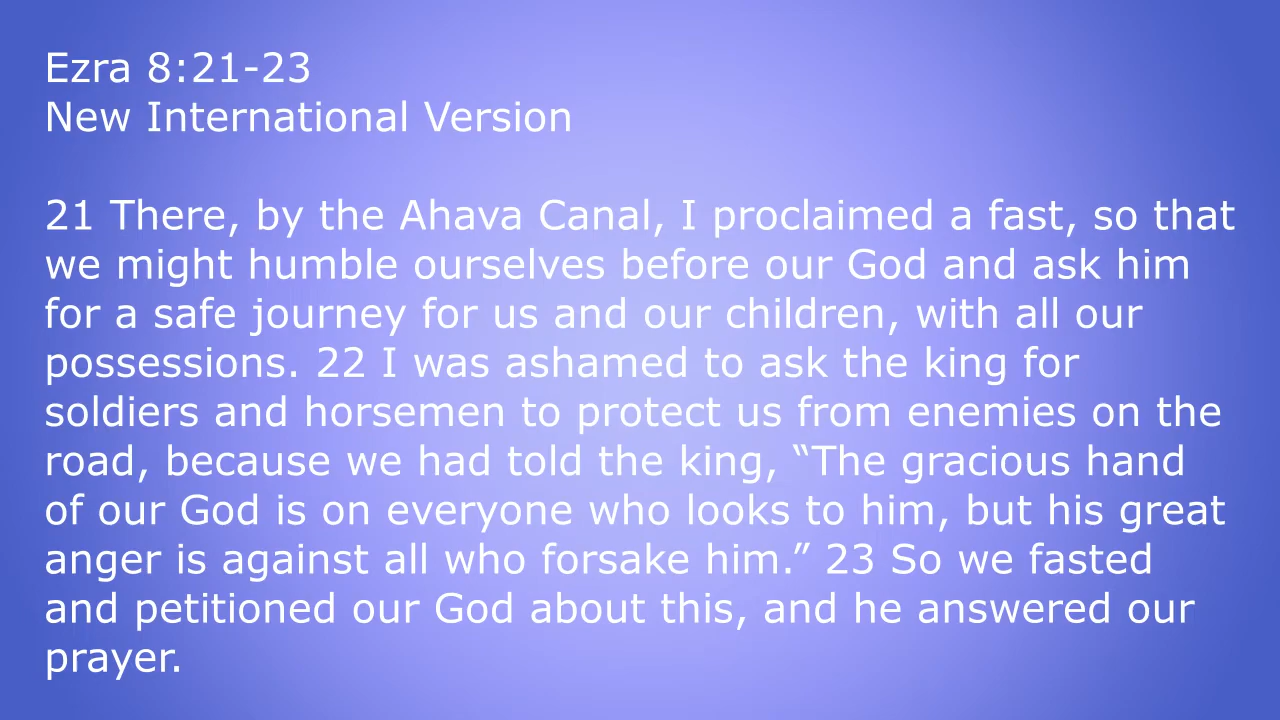 Ezra 8:21-23
New International Version
21 There, by the Ahava Canal, I proclaimed a fast, so that
we might humble ourselves before our God and ask him
for a safe journey for us and our children, with all our
possessions. 22 I was ashamed to ask the king for
soldiers and horsemen to protect us from enemies on the
road, because we had told the king, “The gracious hand
of our God is on everyone who looks to him, but his great
anger is against all who forsake him.” 23 So we fasted
and petitioned our God about this, and he answered our
prayer.